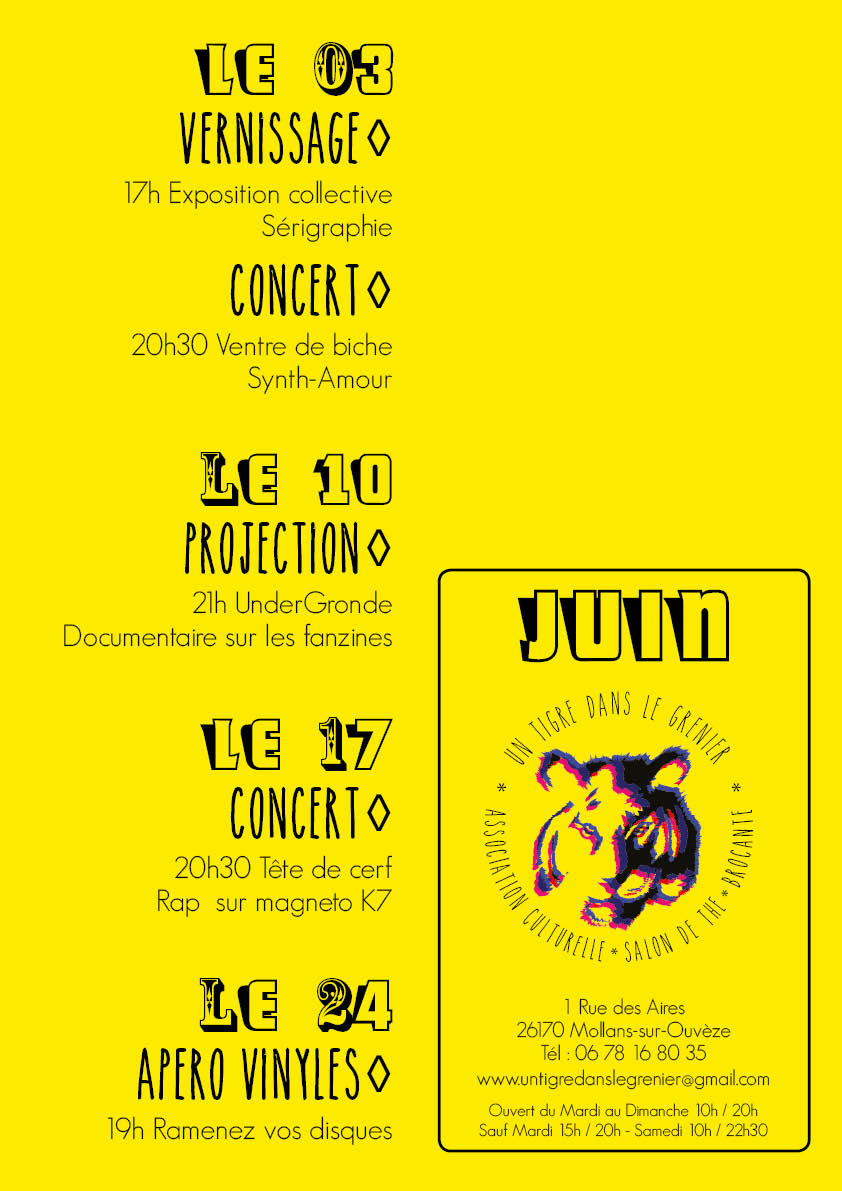 LE 03
VERNISSAGE◊
17h Exposition collective
Sérigraphie
CONCERT◊
20h30 Ventre de biche
Synth-Amour
LE 10
PROJECTION◊
21h UnderGronde
Documentaire sur les fanzines
LE 17
CONCERT◊
20h30 Tête de cerf
Rap sur magneto K7
LE 24
APERO VINYLES◊
19h Ramenez vos disques
JUIN
UN TIGRE DANS LE GRENIER
* ASSOCIATION CULTURELLE * SALON DE THE * BROCANTE *
1 Rue des Aires
26170 Mollans-sur-Ouvèze
Tél : 06 78 16 80 35
www.untigredanslegrenier@gmail.com
Ouvert du Mardi au Dimanche 10h / 20h
Sauf Mardi 15h / 20h - Samedi 10h / 22h30